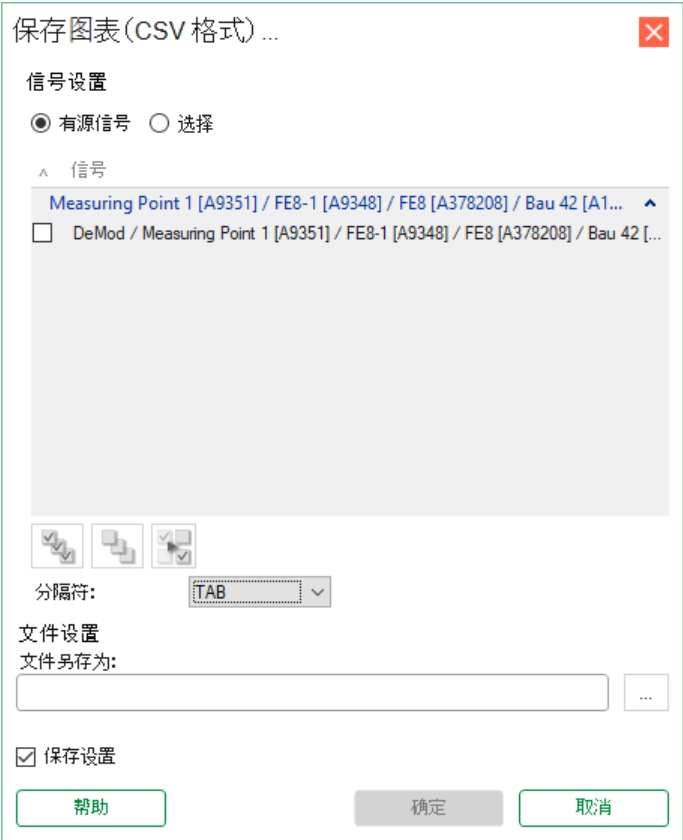 保存图表(CSV 格式) ...
信号设置
有源信号 选择
信号
Measuring Point 1 [A9351] / FE8-1 [A9348] / FE8 [A378208] / Bau 42 [A1...
DeMod / Measuring Point 1 [A9351] / FE8-1 [A9348] / FE8 [A378208] / Bau 42 [...
分隔符: TAB
文件设置
文件另存为:
...
保存设置
帮助 确定 取消